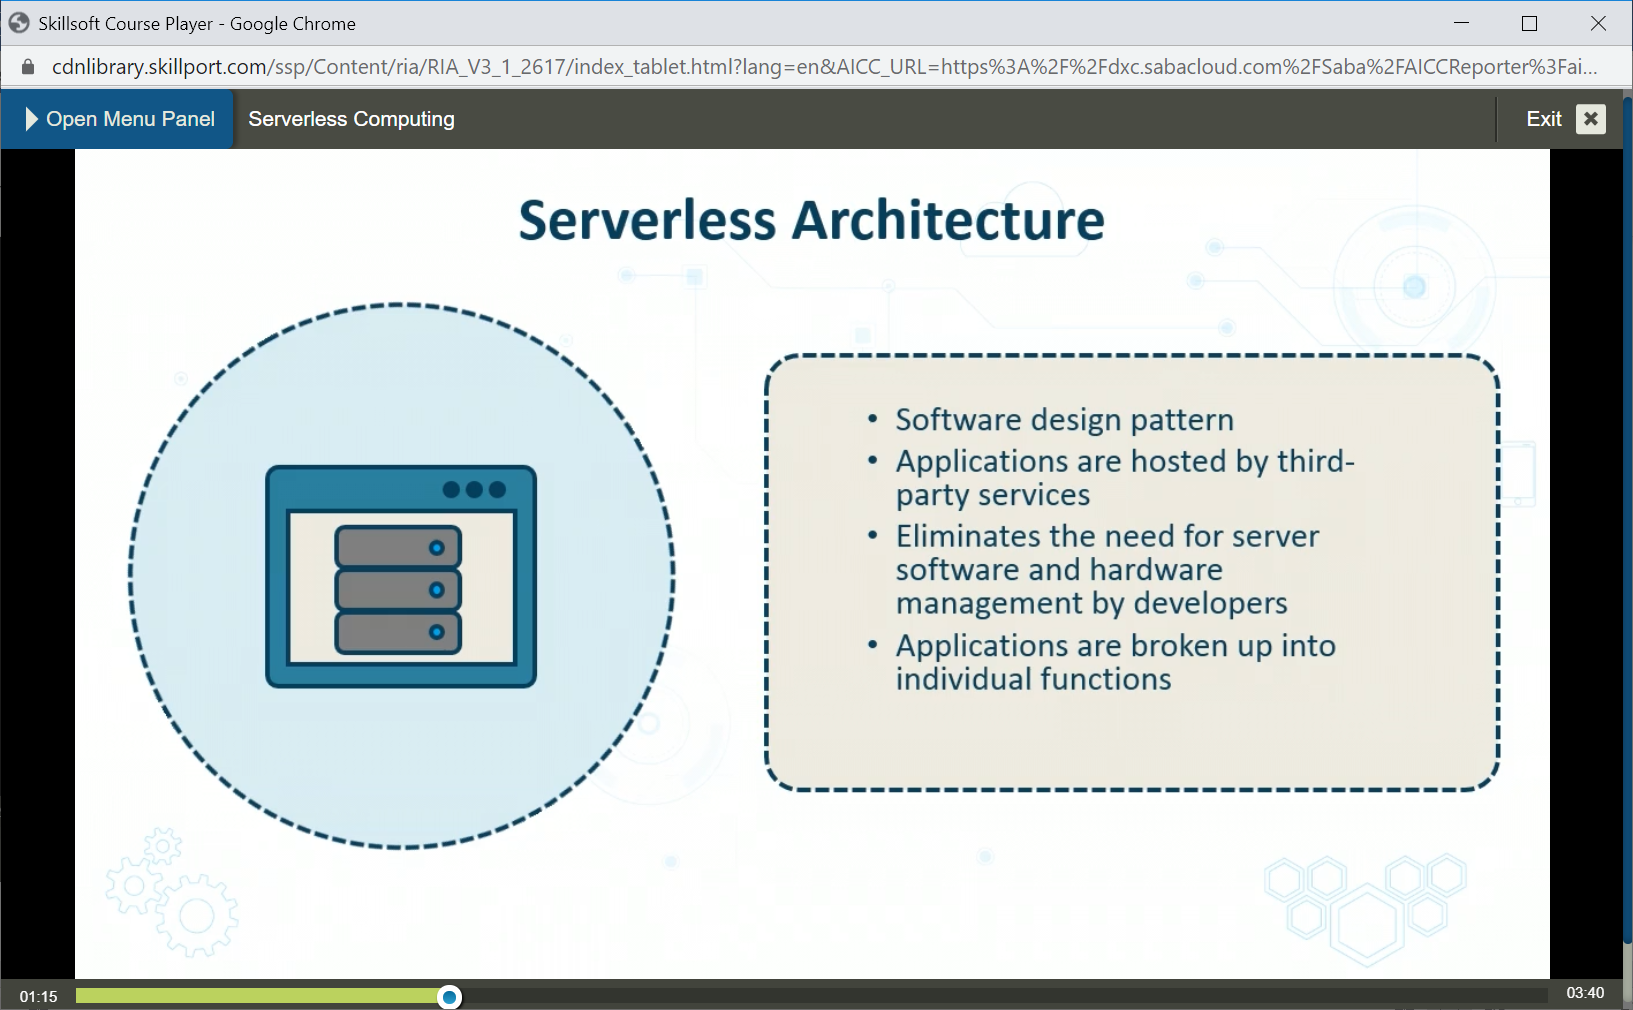 Skillsoft Course Player - Google Chrome
cdnlibrary.skillport.com/ssp/Content/ria/RIA_V3_1_2617/index_tablet.html?lang=en&AICC_URL=https%3A%2F%2Fdxc.sabacloud.com%2FSaba%2FAICCReporter%3Fai...
Open Menu Panel
Serverless Computing
Exit
Serverless Architecture
• Software design pattern
• Applications are hosted by third-
party services
• Eliminates the need for server
software and hardware
management by developers
• Applications are broken up into
individual functions
01:15
03:40